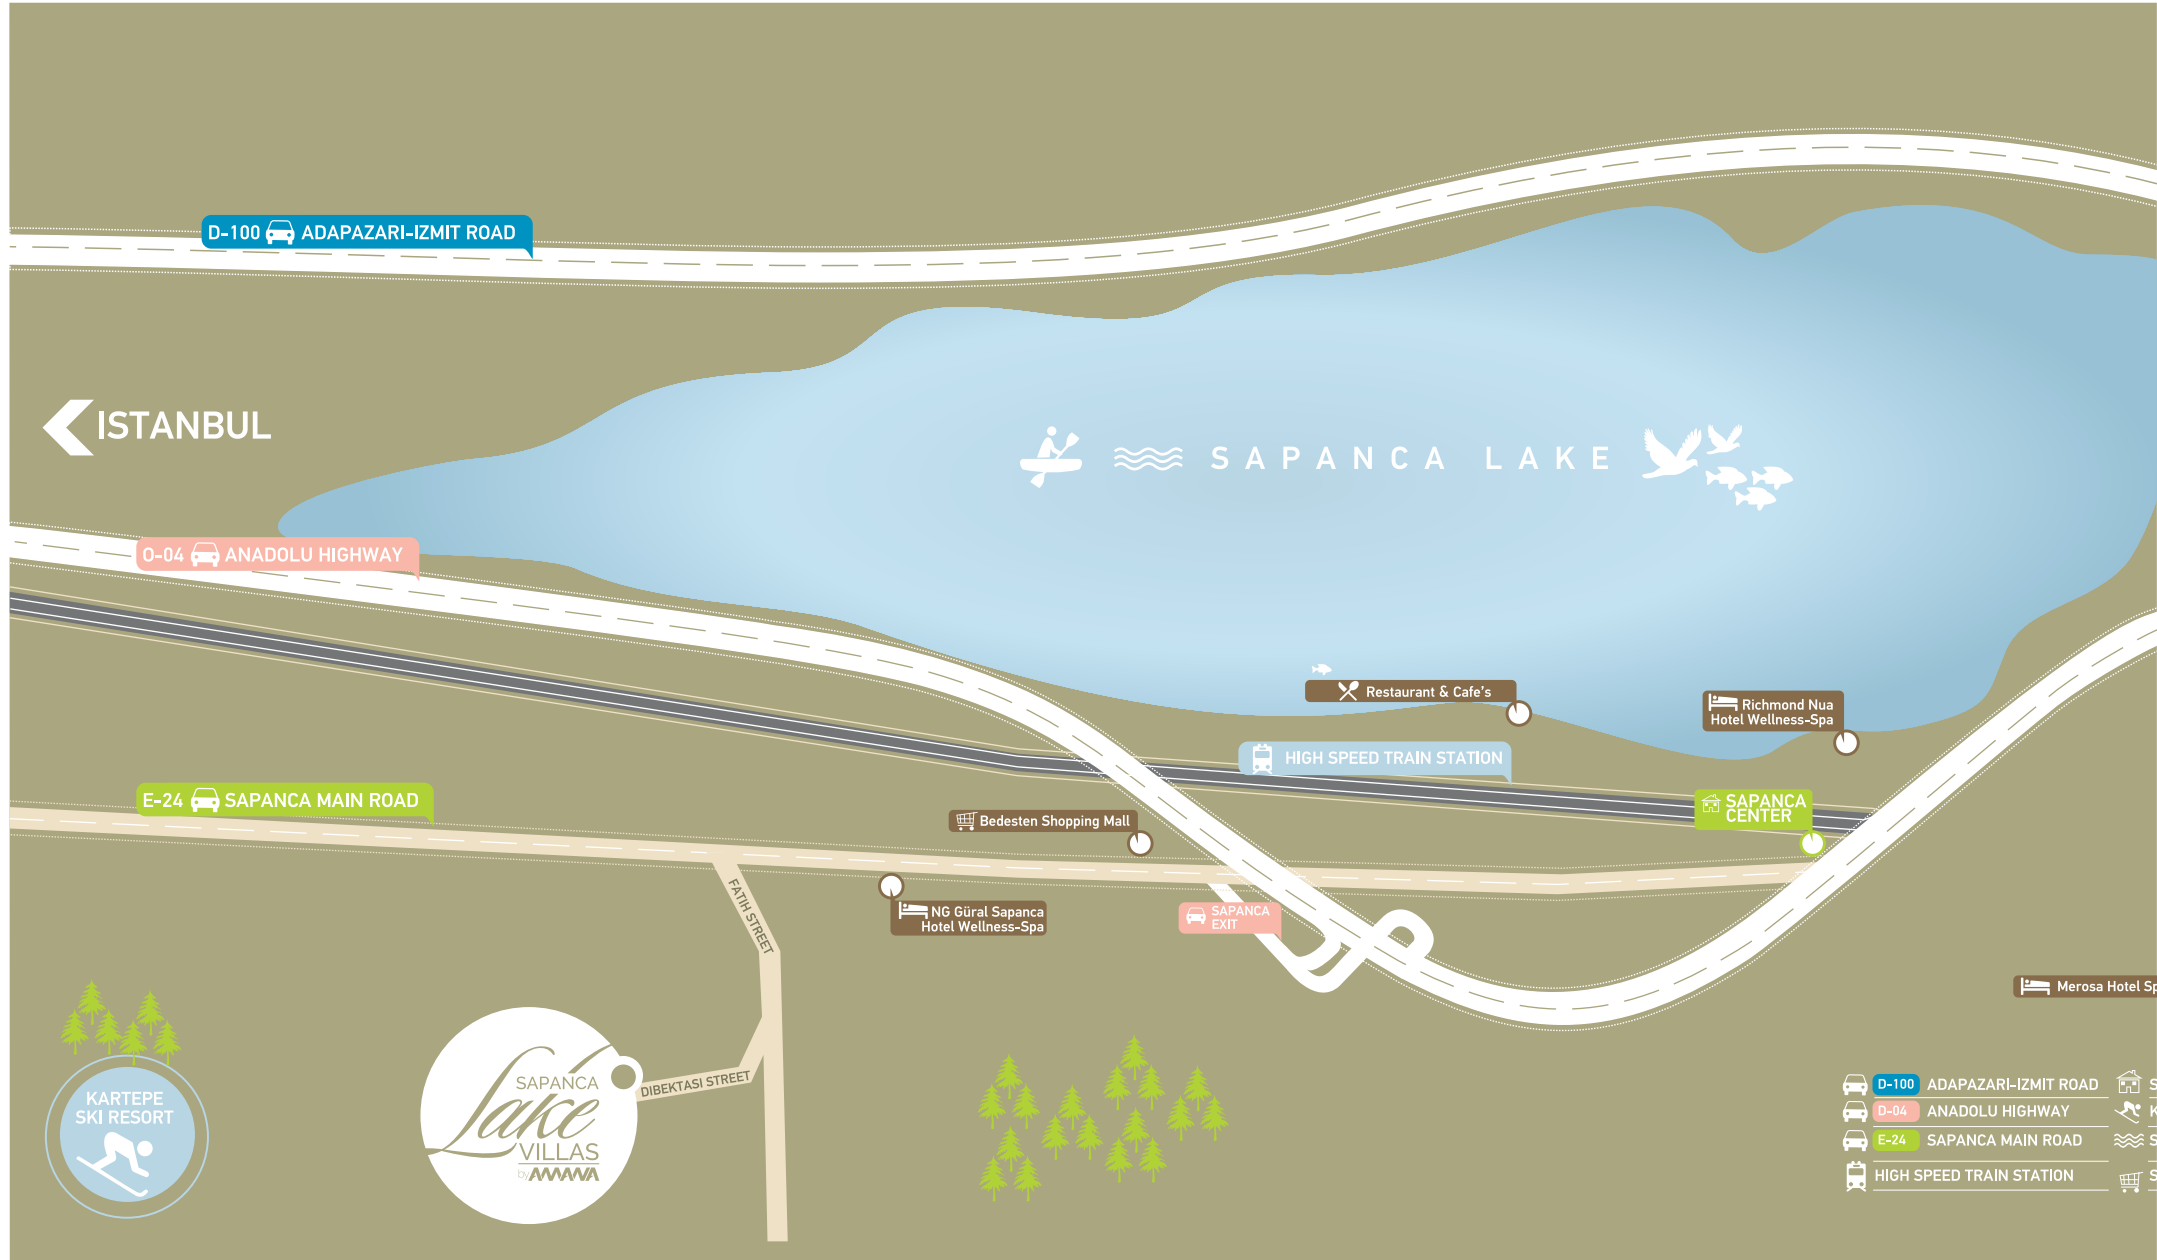 D-100 ADAPAZARI-IZMIT ROAD
ISTANBUL
SAPANCA LAKE
O-04 ANADOLU HIGHWAY
Restaurant & Cafe's
Richmond Nua
Hotel Wellness-Spa
HIGH SPEED TRAIN STATION
E-24 SAPANCA MAIN ROAD
SAPANCA
CENTER
Bedesten Shopping Mall
FATIH STREET
NG Güral Sapanca
Hotel Wellness-Spa
SAPANCA
EXIT
Merosa Hotel Sp
KARTEPE
SKI RESORT
SAPANCA
Lake
VILLAS
by AMANA
DIBEKTASI STREET
D-100 ADAPAZARI-IZMIT ROAD S
D-04 ANADOLU HIGHWAY K
E-24 SAPANCA MAIN ROAD S
HIGH SPEED TRAIN STATION S